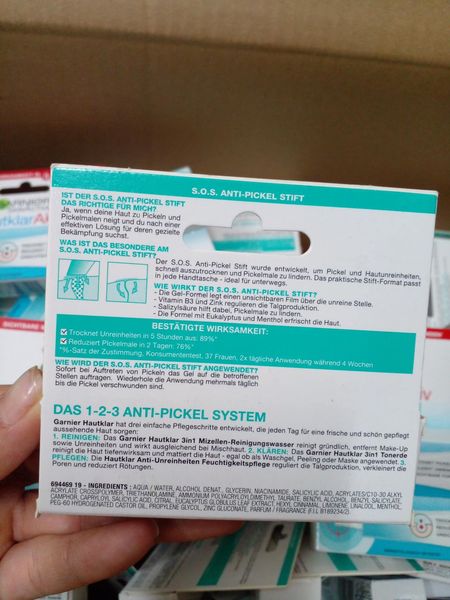 S.O.S. ANTI-PICKEL STIFT
IST DER S.O.S. ANTI-PICKEL STIFT
DAS RICHTIGE FÜR MICH?
Ja, wenn deine Haut zu Pickeln und
Pickelmalen neigt und du nach einer
effektiven Lösung für deren gezielte
Bekämpfung suchst.
WAS IST DAS BESONDERE AM
S.O.S. ANTI-PICKEL STIFT?
Der S.O.S. Anti-Pickel Stift wurde entwickelt, um Pickel und Hautunreinheiten,
schnell auszutrocknen und Pickelmale zu lindern. Das praktische Stift-Format passt
in jede Handtasche - ideal für unterwegs.
WIE WIRKT DER S.O.S. ANTI-PICKEL STIFT?
- Die Gel-Formel legt einen unsichtbaren Film über die unreine Stelle.
- Vitamin B3 und Zink regulieren die Talgproduktion.
- Salizylsäure hilft dabei, Pickelmale zu lindern.
- Die Formel mit Eukalyptus und Menthol erfrischt die Haut.
BESTÄTIGTE WIRKSAMKEIT:
Trocknet Unreinheiten in 5 Stunden aus: 89%*
Reduziert Pickelmale in 2 Tagen: 76%*
*%-Satz der Zustimmung, Konsumententest, 37 Frauen, 2x tägliche Anwendung während 4 Wochen
WIE WIRD DER S.O.S. ANTI-PICKEL STIFT ANGEWENDET?
Sofort bei Auftreten von Pickeln das Gel auf die betroffenen
Stellen auftragen. Wiederhole die Anwendung mehrmals täglich
bis die Pickel verschwunden sind.
DAS 1-2-3 ANTI-PICKEL SYSTEM
Garnier Hautklar hat drei einfache Pflegeschritte entwickelt, die jeden Tag für eine frische und schön gepflegt
aussehende Haut sorgen:
1. REINIGEN: Das Garnier Hautklar 3in1 Mizellen-Reinigungswasser reinigt gründlich, entfernt Make-Up
sowie Unreinheiten und wirkt ausgleichend bei Mischhaut. 2. KLÄREN: Das Garnier Hautklar 3in1 Tonerde
reinigt die Haut tiefenwirksam und mattiert die Haut - egal ob als Waschgel, Peeling oder Maske angewendet. 3.
PFLEGEN: Die Hautklar Anti-Unreinheiten Feuchtigkeitspflege reguliert die Talgproduktion, verkleinert die
Poren und reduziert Rötungen.
694469 19 - INGREDIENTS: AQUA / WATER, ALCOHOL DENAT., GLYCERIN, NIACINAMIDE, SALICYLIC ACID, ACRYLATES/C10-30 ALKYL
ACRYLATE CROSSPOLYMER, TRIETHANOLAMINE, AMMONIUM POLYACRYLOYLDIMETHYL TAURATE, BENZYL ALCOHOL, BENZYL SALICYLATE,
CAMPHOR, CAPRYLOYL SALICYLIC ACID, CITRAL, EUCALYPTUS GLOBULUS LEAF EXTRACT, HEXYL CINNAMAL, LIMONENE, LINALOOL, MENTHOL,
PEG-60 HYDROGENATED CASTOR OIL, PROPYLENE GLYCOL, ZINC GLUCONATE, PARFUM / FRAGRANCE (F.I.L. B189234/2).